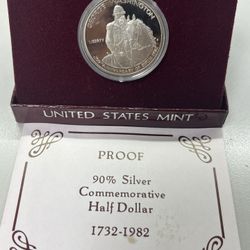 GEORGE WASHINGTON
LIBERTY
UNITED STATES MINT
PROOF
90% Silver
Commemorative
Half Dollar
1732-1982